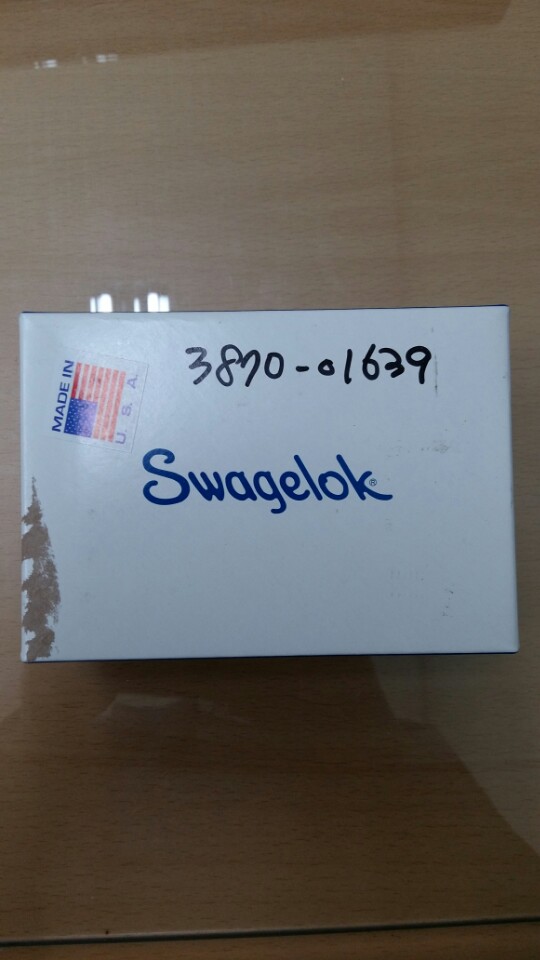 3870-01639
MADE IN
U. S. A.
Swagelok®